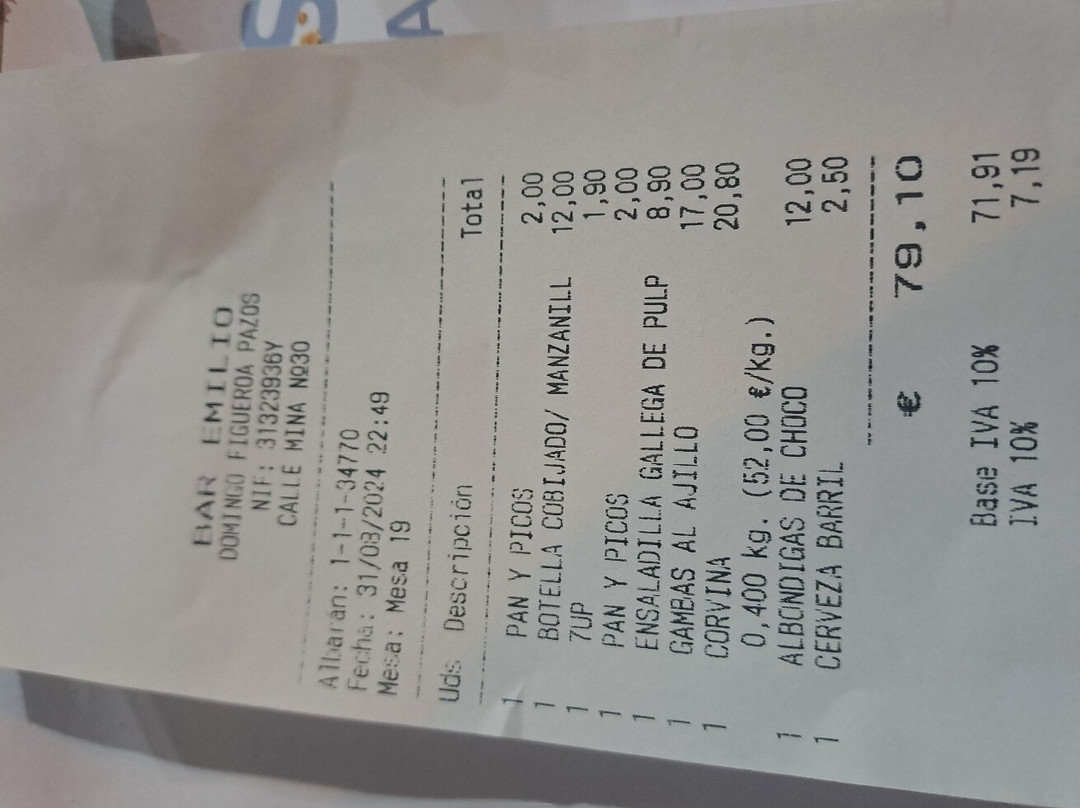 S
A
BAR EMILIO
DOMINGO FIGUEROA PAZOS
NIF: 31323936Y
CALLE MINA Nº30
Albarán: 1-1-1-34770
Fecha: 31/08/2024 22:49
Mesa: Mesa 19
Uds Descripción Total
1 PAN Y PICOS 2,00
1 BOTELLA COBIJADO/ MANZANILL 12,00
1 7UP 1,90
1 PAN Y PICOS 2,00
1 ENSALADILLA GALLEGA DE PULP 8,90
1 GAMBAS AL AJILLO 17,00
1 CORVINA 20,80
0,400 kg. (52,00 €/kg.)
1 ALBONDIGAS DE CHOCO 12,00
1 CERVEZA BARRIL 2,50
€ 79,10
Base IVA 10% 71,91
IVA 10% 7,19